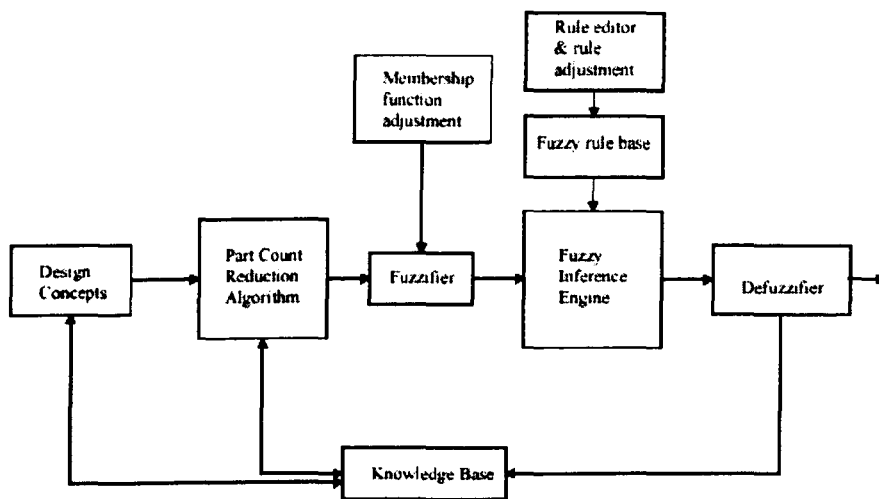 Rule editor
& rule
adjustment
Membership
function
adjustment
Fuzzy rule base
Design
Concepts
Part Count
Reduction
Algorithm
Fuzzifier
Fuzzy
Inference
Engine
Defuzzifier
Knowledge Base